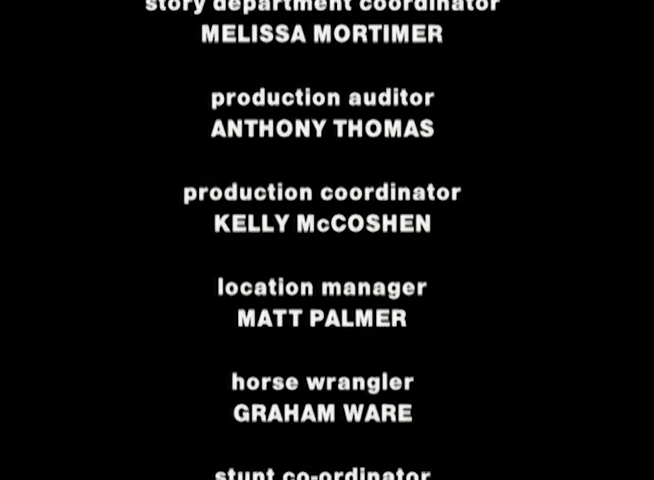 story department coordinator
MELISSA MORTIMER
production auditor
ANTHONY THOMAS
production coordinator
KELLY McCOSHEN
location manager
MATT PALMER
horse wrangler
GRAHAM WARE
stunt co-ordinator